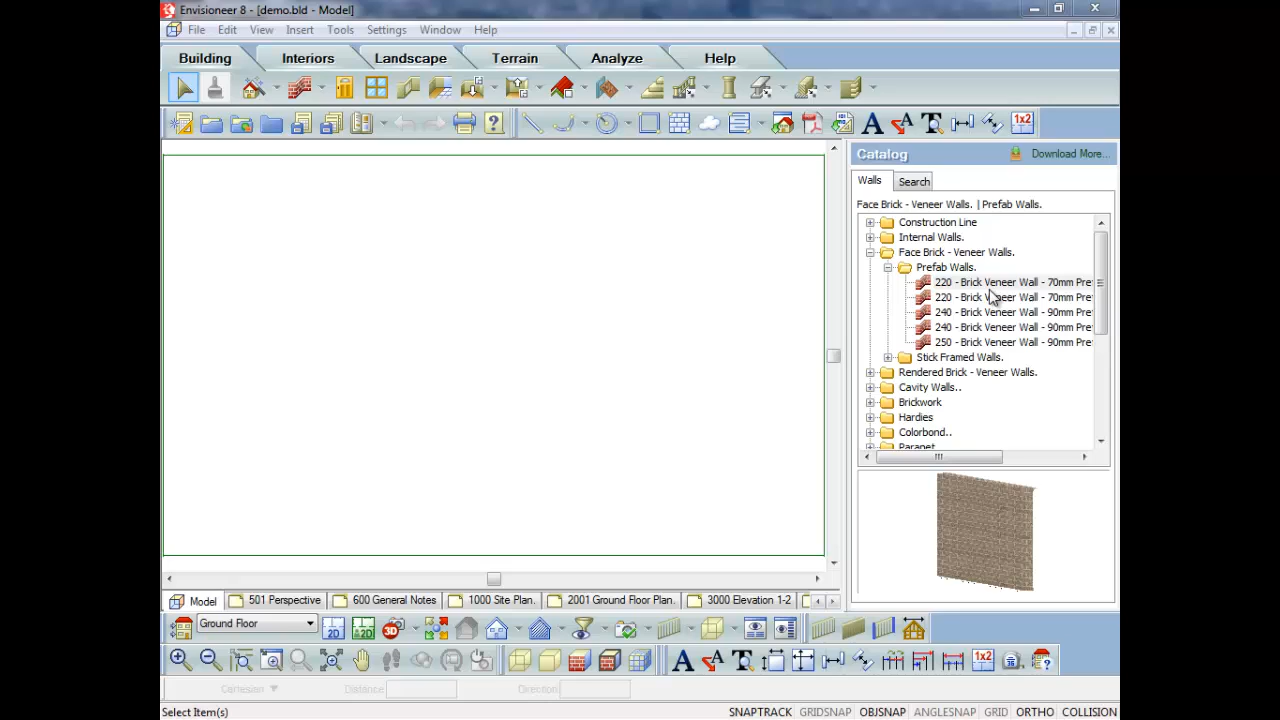 Envisioneer 8 - [demo.bld - Model]
File Edit View Insert Tools Settings Window Help
Building Interiors Landscape Terrain Analyze Help
1x2
Catalog Download More...
Walls Search
Face Brick - Veneer Walls. | Prefab Walls.
Construction Line
Internal Walls.
Face Brick - Veneer Walls.
Prefab Walls.
220 - Brick Veneer Wall - 70mm Pre
220 - Brick Veneer Wall - 70mm Pre
240 - Brick Veneer Wall - 90mm Pre
240 - Brick Veneer Wall - 90mm Pre
250 - Brick Veneer Wall - 90mm Pre
Stick Framed Walls.
Rendered Brick - Veneer Walls.
Cavity Walls..
Brickwork
Hardies
Colorbond..
Parapet
Model 501 Perspective 600 General Notes 1000 Site Plan. 2001 Ground Floor Plan. 3000 Elevation 1-2
Ground Floor 2D 2D 3D
1x2
Cartesian Distance Direction
Select Item(s) SNAPTRACK GRIDSNAP OBJSNAP ANGLESNAP GRID ORTHO COLLISION